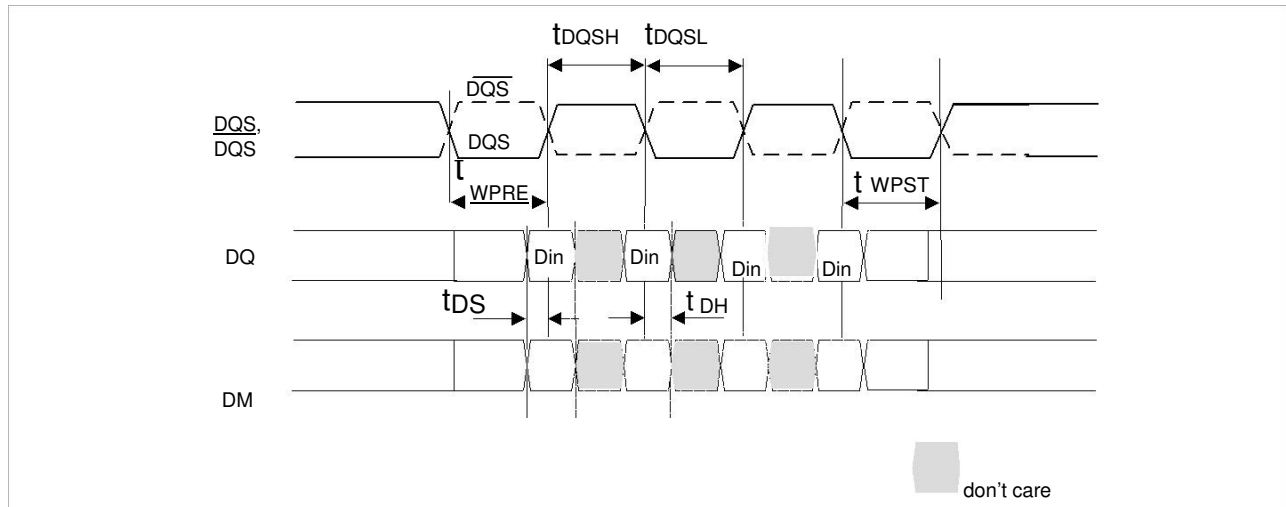 tDQSH tDQSL
DQS
DQS,
DQS
DQS
t
WPRE
t WPST
DQ
Din Din Din Din
tDS
t DH
DM
don't care